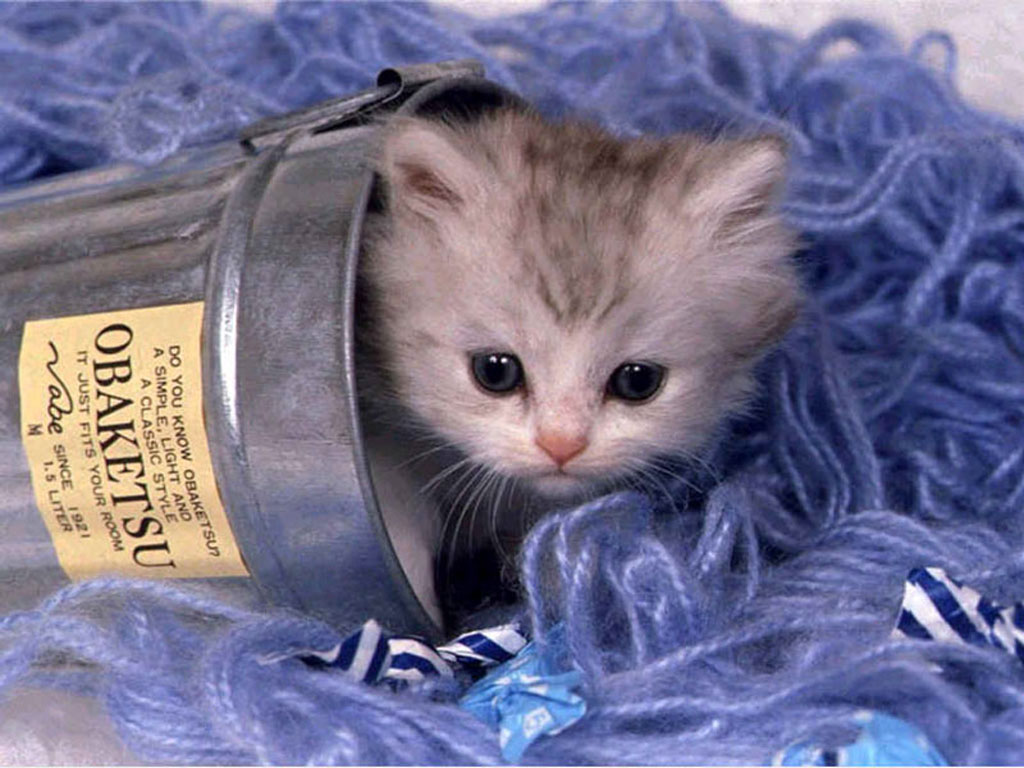 DO YOU KNOW OBAKETSU?
A SIMPLE, LIGHT AND
A CLASSIC STYLE
OBAKETSU
IT JUST FITS YOUR ROOM
SINCE 1921
M 1.5 LITER